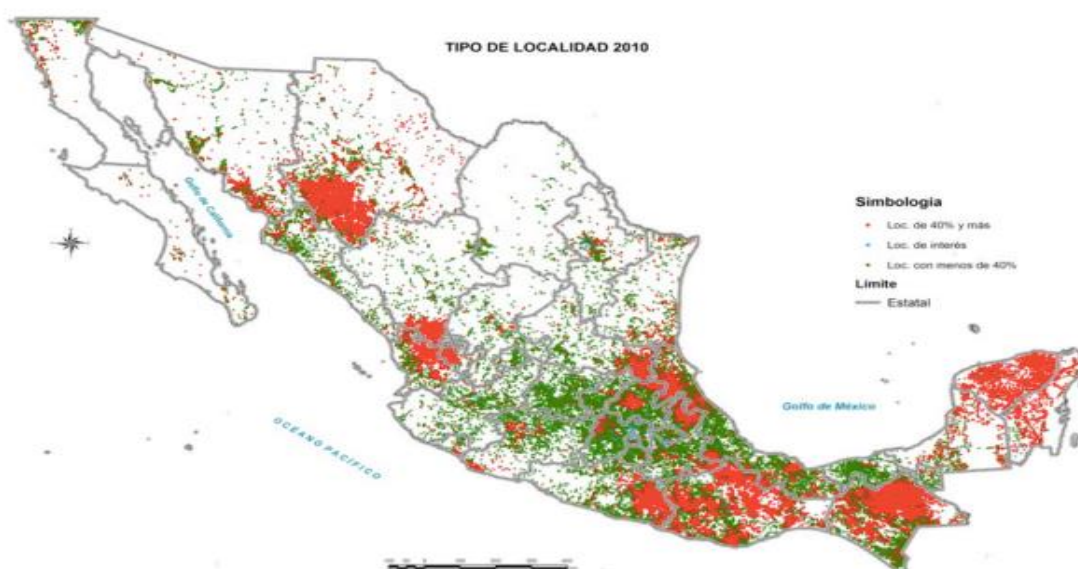 TIPO DE LOCALIDAD 2010
Golfo de California
Simbología
Loc. de 40% y más
Loc. de interés
Loc. con menos de 40%
Límite
Estatal
Golfo de México
OCEANO PACÍFICO